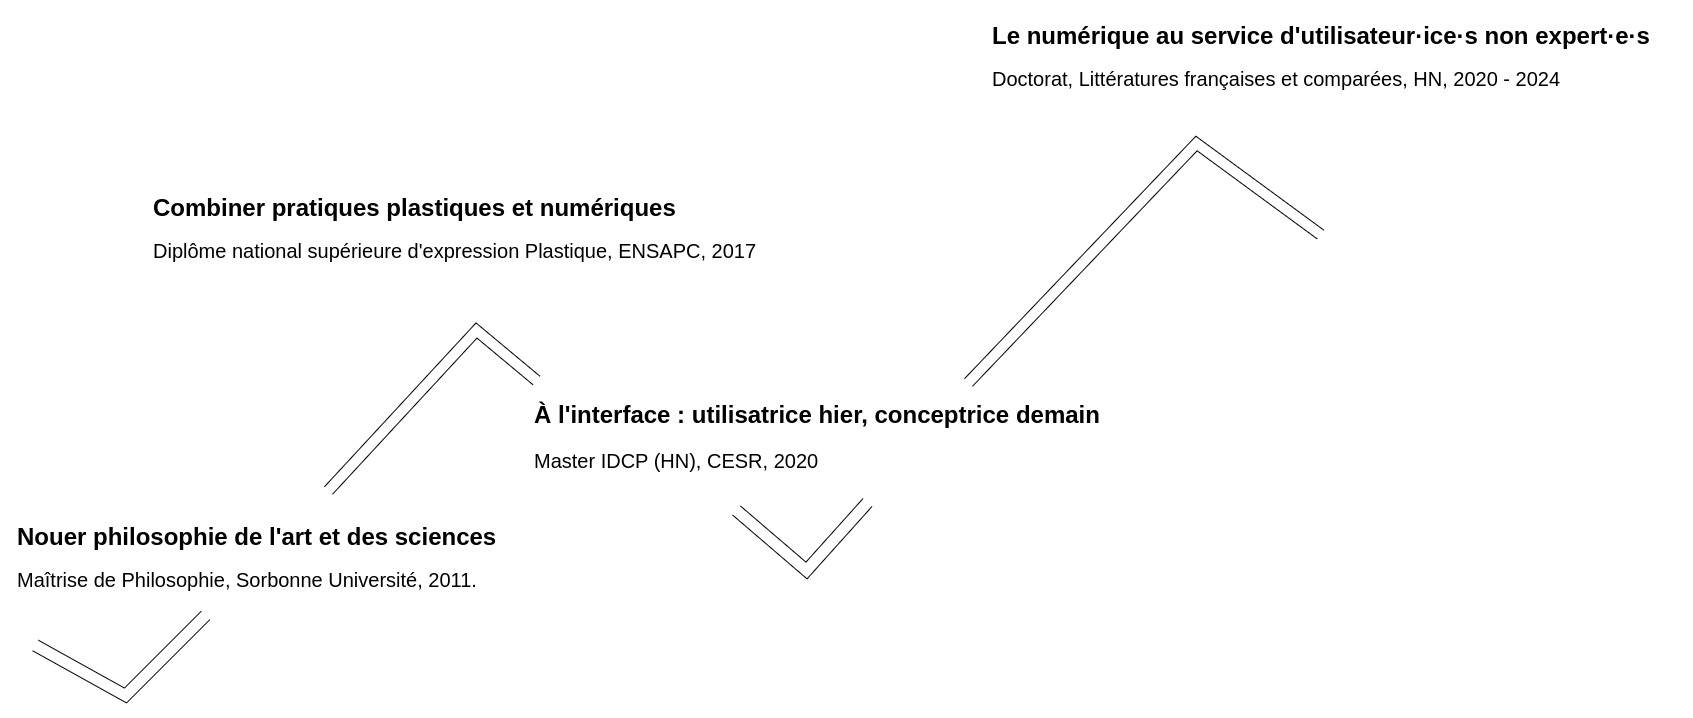 Le numérique au service d'utilisateur·ice·s non expert·e·s
Doctorat, Littératures françaises et comparées, HN, 2020 - 2024
Combiner pratiques plastiques et numériques
Diplôme national supérieure d'expression Plastique, ENSAPC, 2017
À l'interface : utilisatrice hier, conceptrice demain
Master IDCP (HN), CESR, 2020
Nouer philosophie de l'art et des sciences
Maîtrise de Philosophie, Sorbonne Université, 2011.